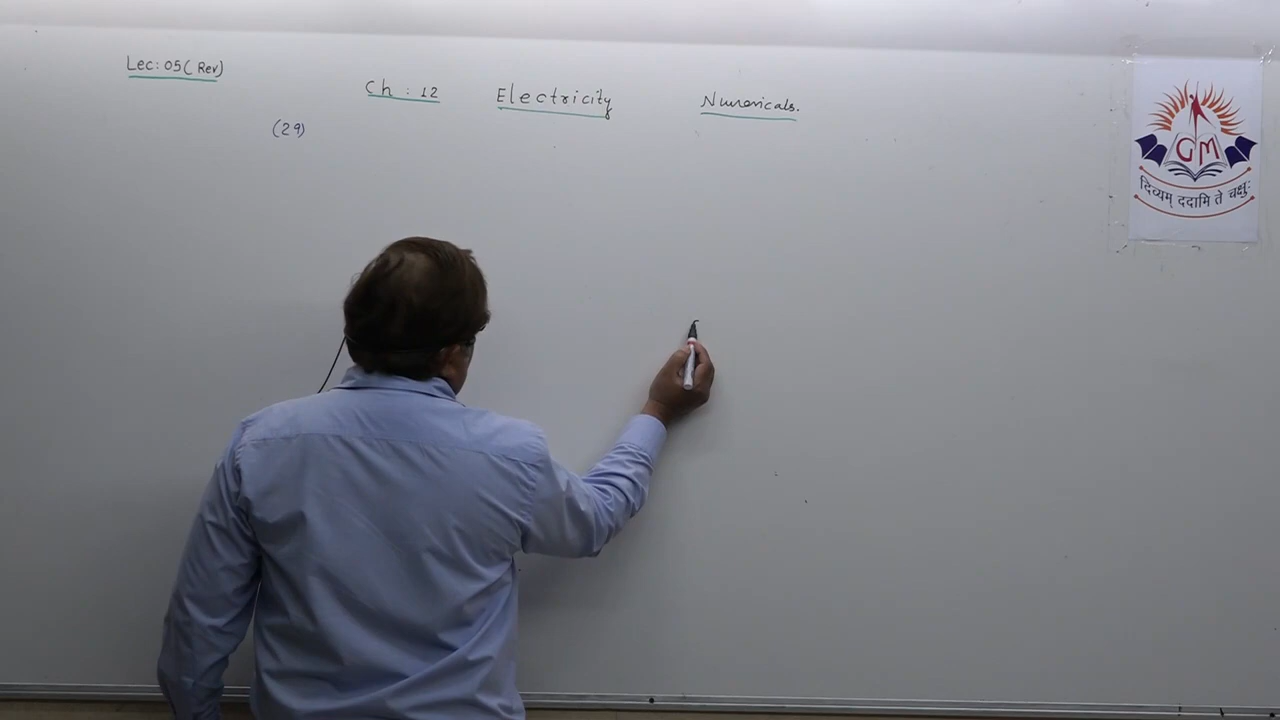 Lec: 05 (Rev)
Ch : 12 Electricity Numericals.
(29)
GM
दिव्यम् ददामि ते चक्षुः